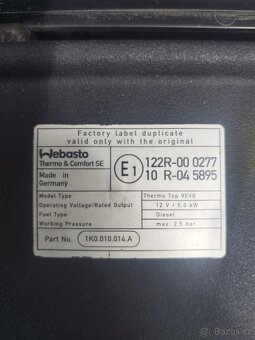 Factory label duplicate
valid only with the original
Webasto
Thermo & Comfort SE
Made in
Germany
E1
122R-00 0277
10 R-04 5895
Model Type Thermo Top VEVO
Operating Voltage/Rated Output 12 V / 5.0 kW
Fuel Type Diesel
Working Pressure max. 2.5 bar
Part No. 1K0.010.014.A